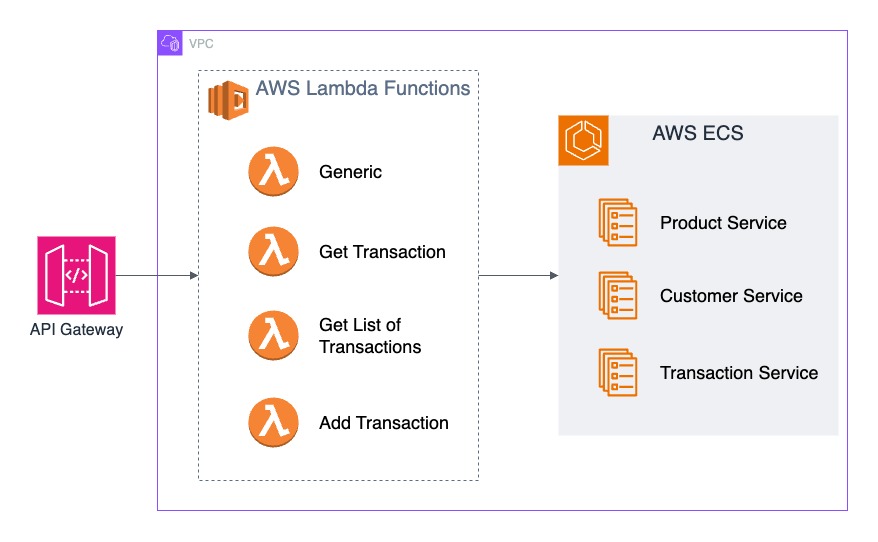 VPC
AWS Lambda Functions
Generic
Get Transaction
Get List of
Transactions
Add Transaction
API Gateway
AWS ECS
Product Service
Customer Service
Transaction Service